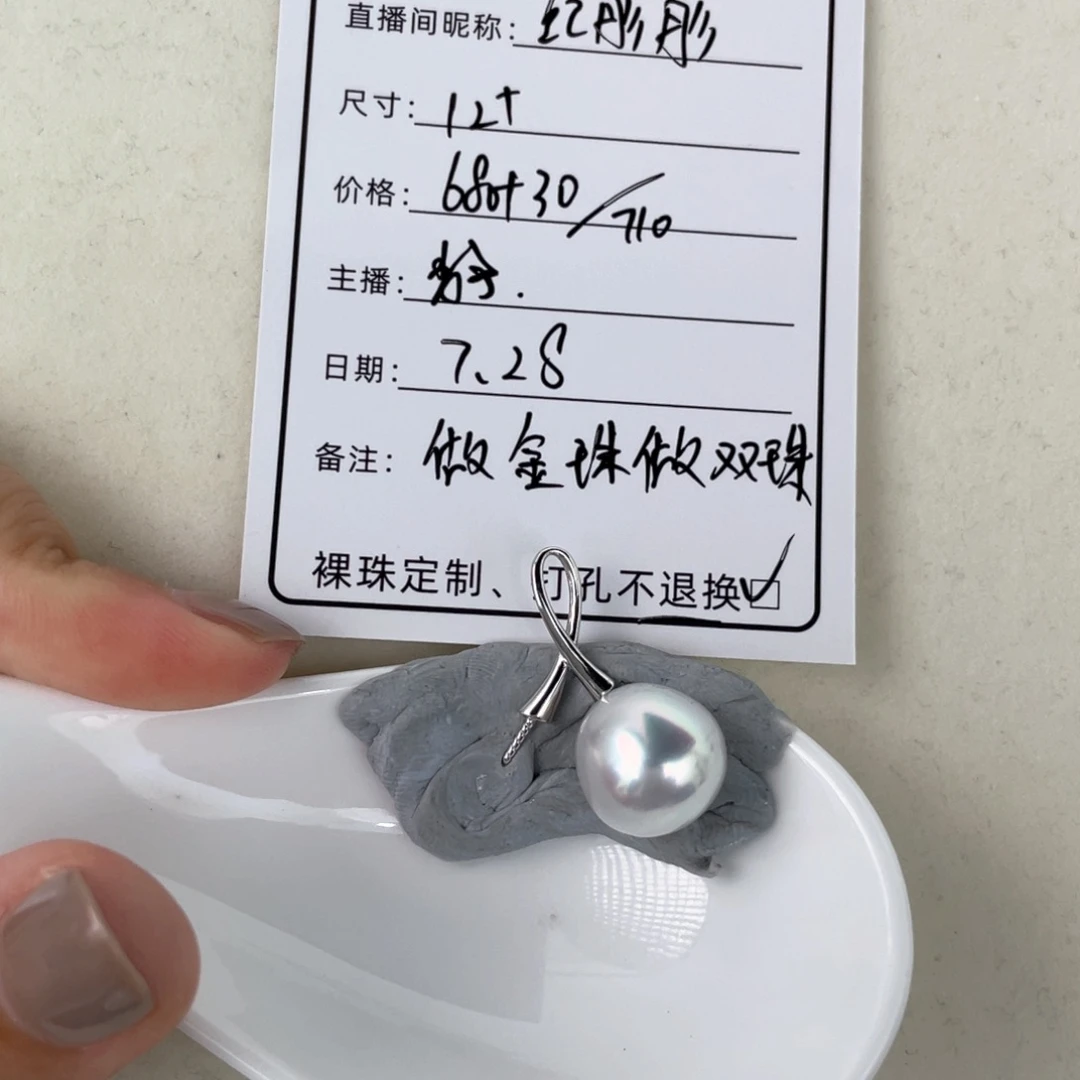 直播间昵称: 红彤彤
尺寸: 12+
价格: 680+30/710
主播:
日期: 7.28
备注: 做金珠做双珠
裸珠定制、打孔不退换☑